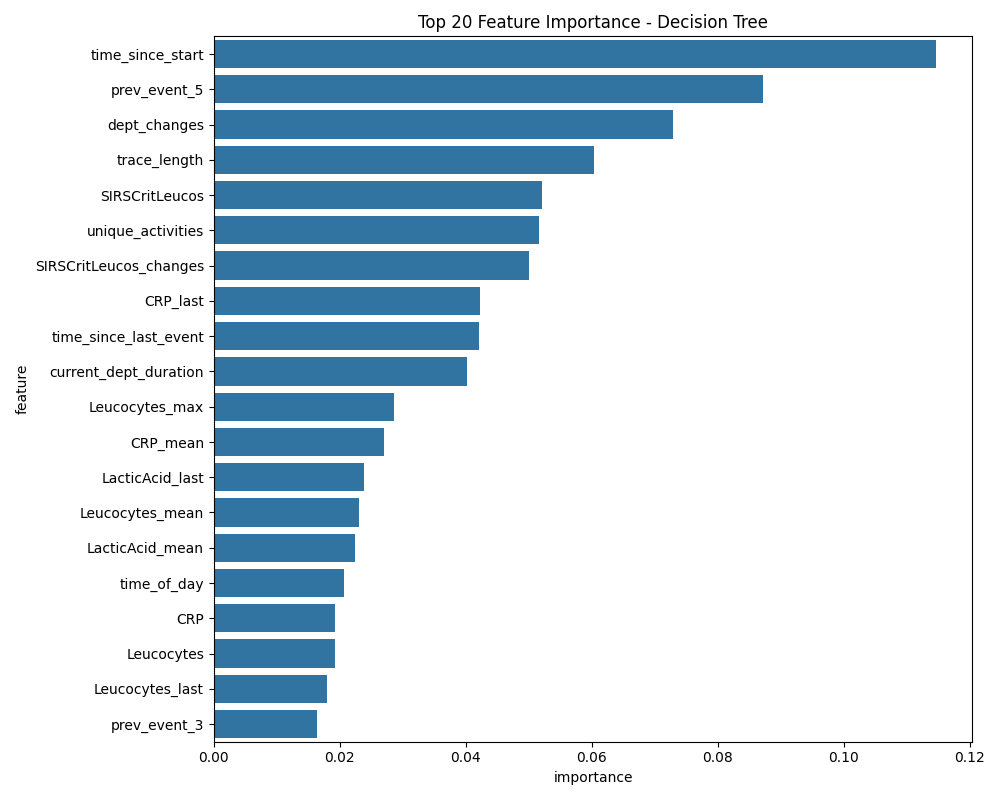 Top 20 Feature Importance - Decision Tree
time_since_start
prev_event_5
dept_changes
trace_length
SIRSCritLeucos
unique_activities
SIRSCritLeucos_changes
CRP_last
time_since_last_event
current_dept_duration
Leucocytes_max
CRP_mean
LacticAcid_last
Leucocytes_mean
LacticAcid_mean
time_of_day
CRP
Leucocytes
Leucocytes_last
prev_event_3
feature
0.00 0.02 0.04 0.06 0.08 0.10 0.12
importance